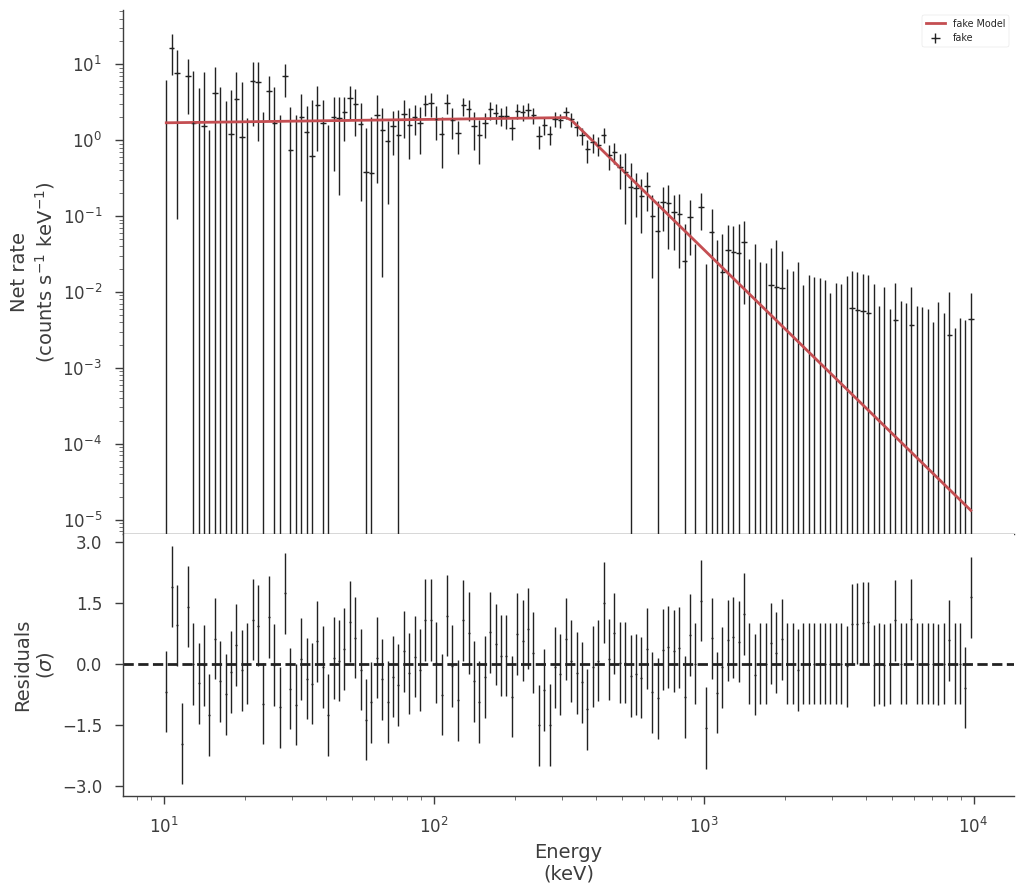 fake Model
fake
10¹
10⁰
10⁻¹
10⁻²
10⁻³
10⁻⁴
10⁻⁵
Net rate
(counts s⁻¹ keV⁻¹)
3.0
1.5
0.0
−1.5
−3.0
Residuals
(σ)
10¹ 10² 10³ 10⁴
Energy
(keV)